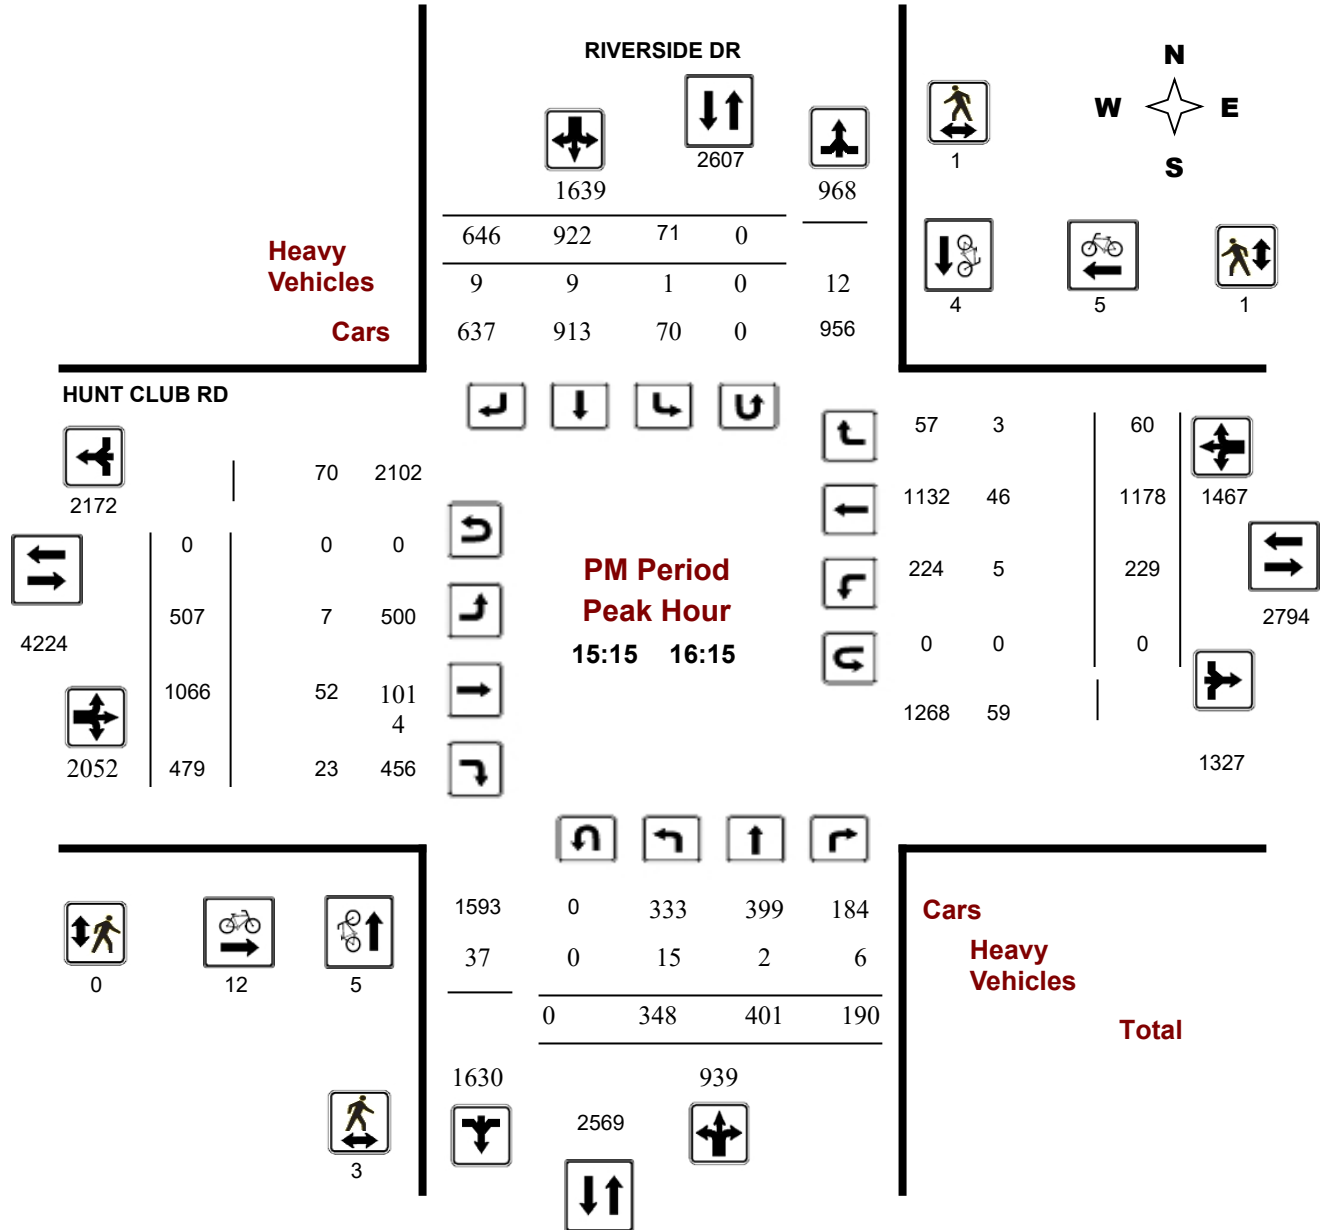 RIVERSIDE DR
N
W E
S
2607
1
1639
968
646 922 71 0
Heavy
Vehicles
9 9 1 0 12
4 5 1
Cars
637 913 70 0 956
HUNT CLUB RD
57 3 60
70 2102
2172
1132 46 1178 1467
0 0 0
PM Period
224 5 229
Peak Hour
507 7 500
2794
4224
15:15 16:15
0 0 0
1066 52 101
4
1268 59
2052 479 23 456
1327
1593 0 333 399 184
Cars
37 0 15 2 6
Heavy
Vehicles
0 12 5
0 348 401 190
Total
1630 939
2569
3